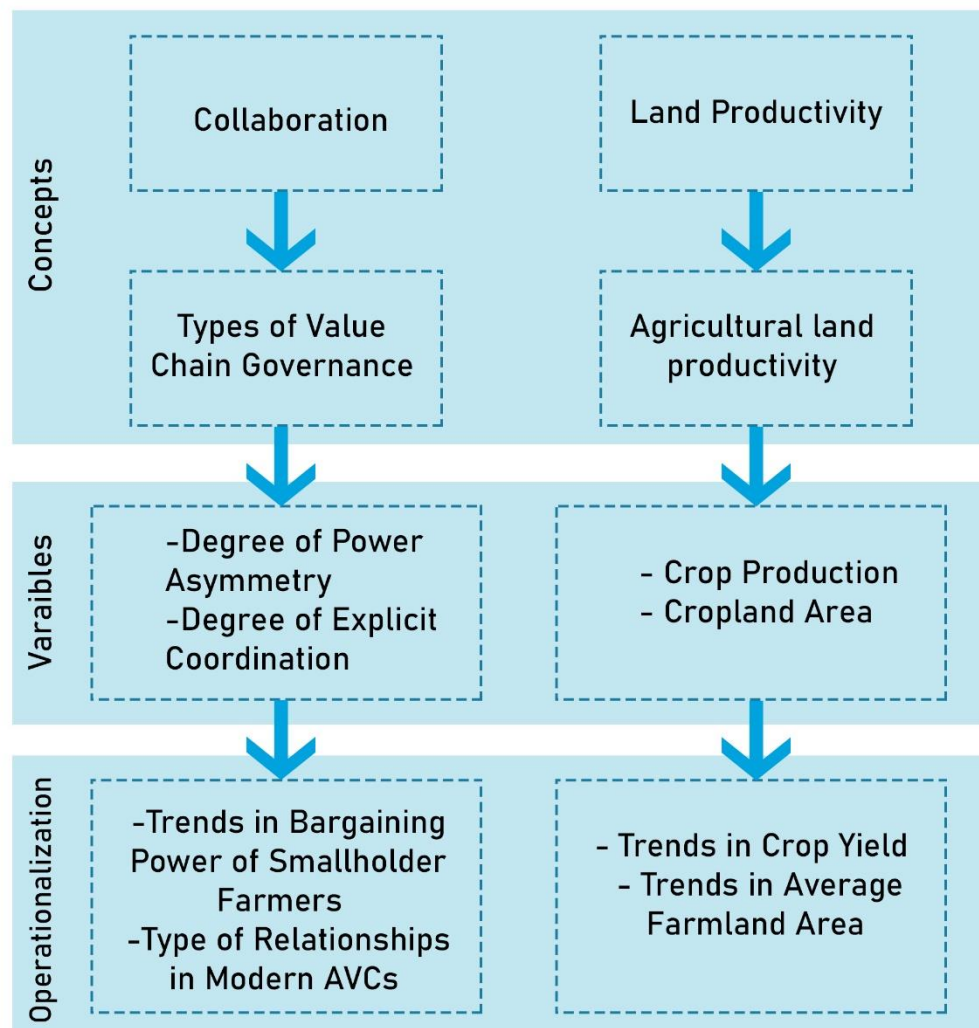 Concepts
Collaboration
Land Productivity
Types of Value
Chain Governance
Agricultural land
productivity
Varaibles
-Degree of Power
Asymmetry
-Degree of Explicit
Coordination
- Crop Production
- Cropland Area
Operationalization
-Trends in Bargaining
Power of Smallholder
Farmers
-Type of Relationships
in Modern AVCs
- Trends in Crop Yield
- Trends in Average
Farmland Area